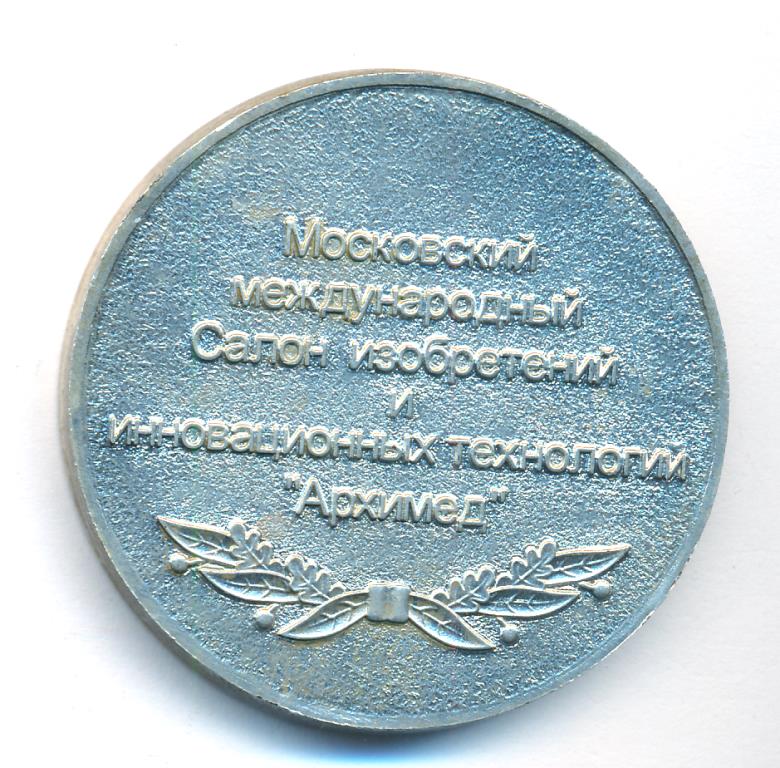 Московский
международный
Салон изобретений
и
инновационных технологий
"Архимед"